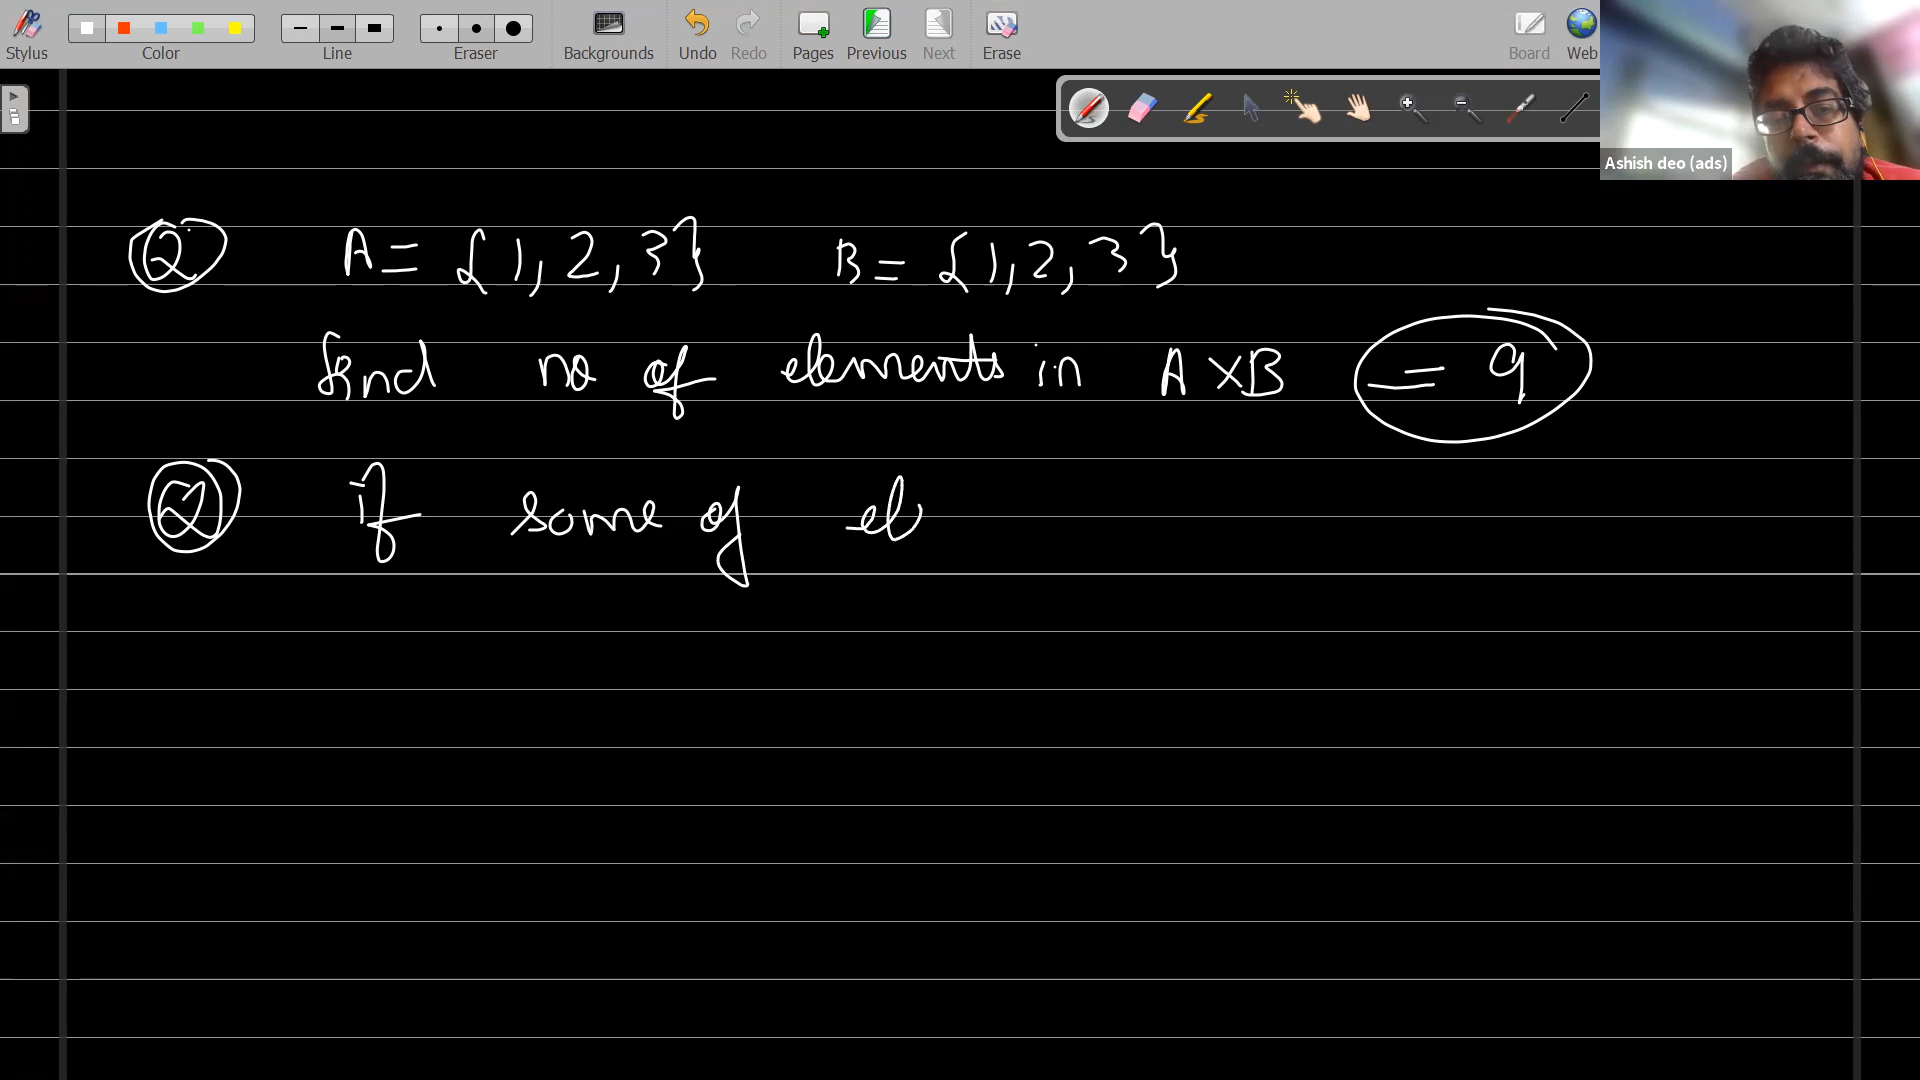 Stylus Color Line Eraser Backgrounds Undo Redo Pages Previous Next Erase Board Web
Ashish deo (ads)
Q A = {1, 2, 3} B = {1, 2, 3}
find no of elements in A × B = 9
Q if some of el